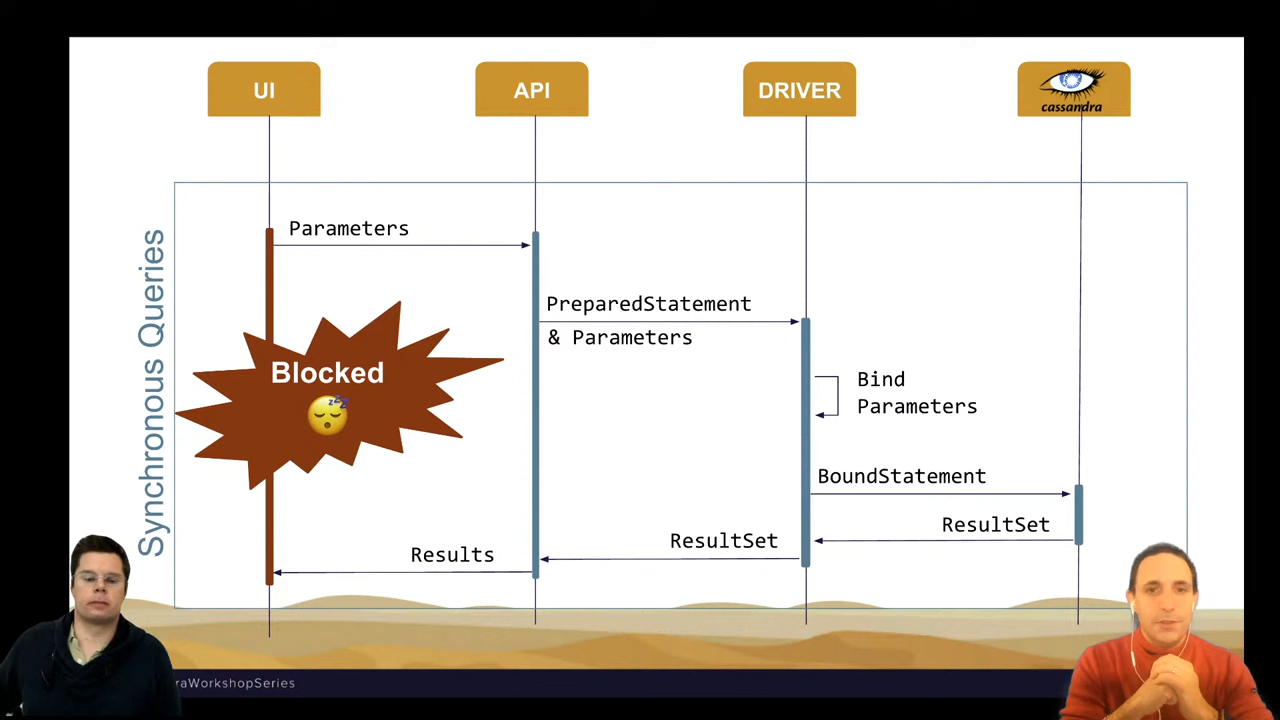 UI
API
DRIVER
cassandra
Synchronous Queries
Parameters
PreparedStatement
& Parameters
Blocked
Bind
Parameters
BoundStatement
ResultSet
ResultSet
Results
raWorkshopSeries